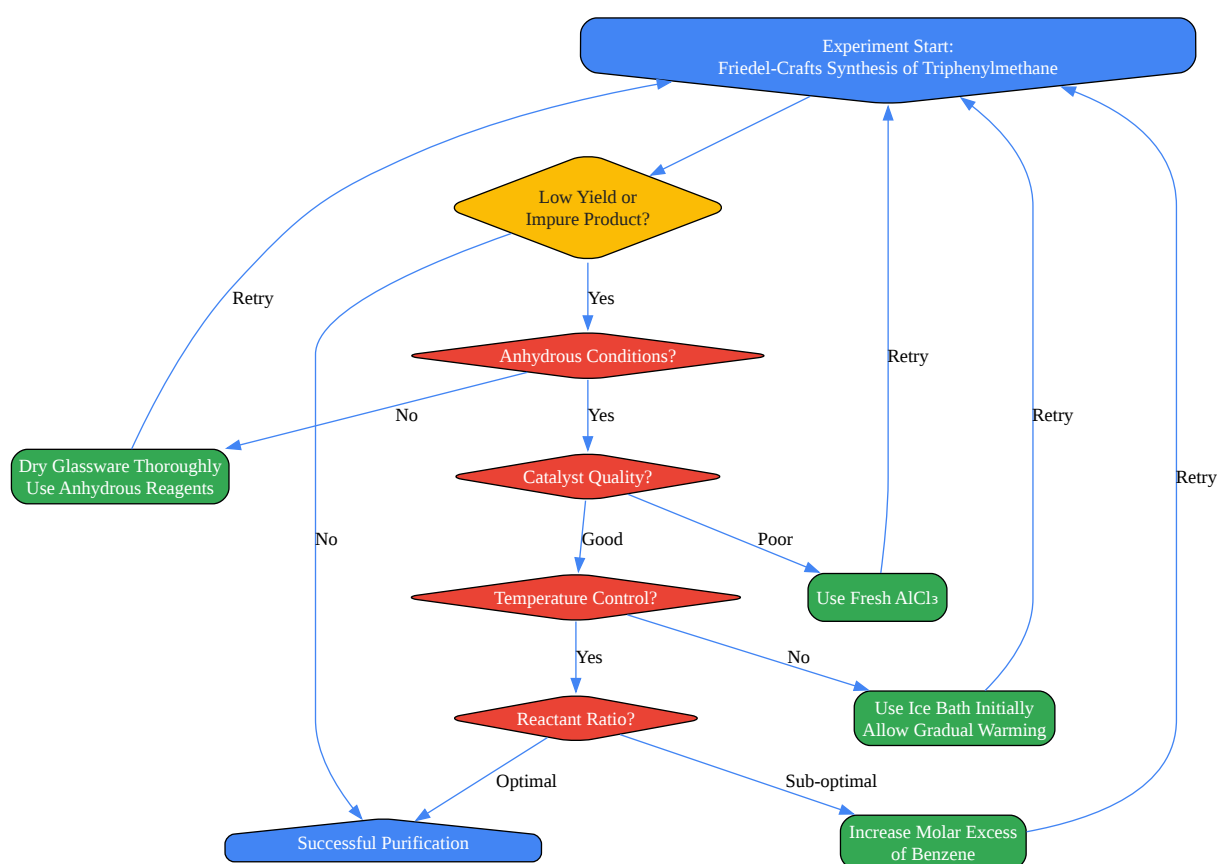 Experiment Start:
Friedel-Crafts Synthesis of Triphenylmethane
Low Yield or
Impure Product?
Retry
Yes
Anhydrous Conditions?
Retry
No
Yes
Retry
Dry Glassware Thoroughly
Use Anhydrous Reagents
Catalyst Quality?
Retry
No
Good
Poor
Temperature Control?
Use Fresh AlCl₃
Yes
No
Reactant Ratio?
Use Ice Bath Initially
Allow Gradual Warming
Optimal
Sub-optimal
Successful Purification
Increase Molar Excess
of Benzene